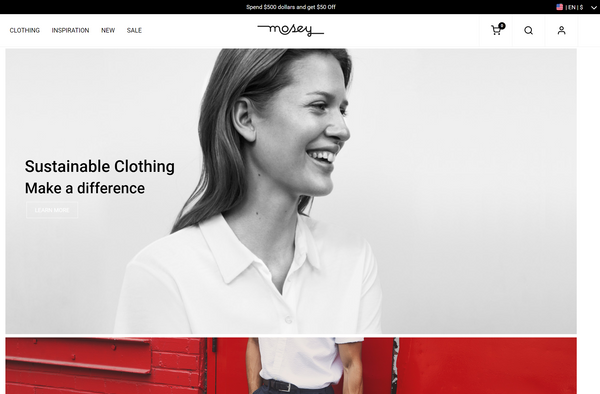 Spend $500 dollars and get $50 Off
| EN | $
CLOTHING INSPIRATION NEW SALE
mosey
0
Sustainable Clothing
Make a difference
LEARN MORE